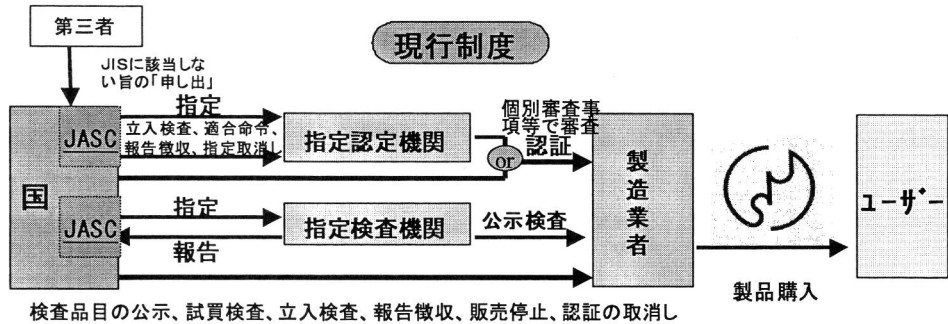 第三者
現行制度
JISに該当しな
い旨の「申し出」
指定
立入検査、適合命令、
報告徴収、指定取消し
JASC
指定認定機関
個別審査事
項等で審査
認証
or
国
製造業者
ユーザー
指定
JASC
指定検査機関
公示検査
報告
製品購入
検査品目の公示、試買検査、立入検査、報告徴収、販売停止、認証の取消し